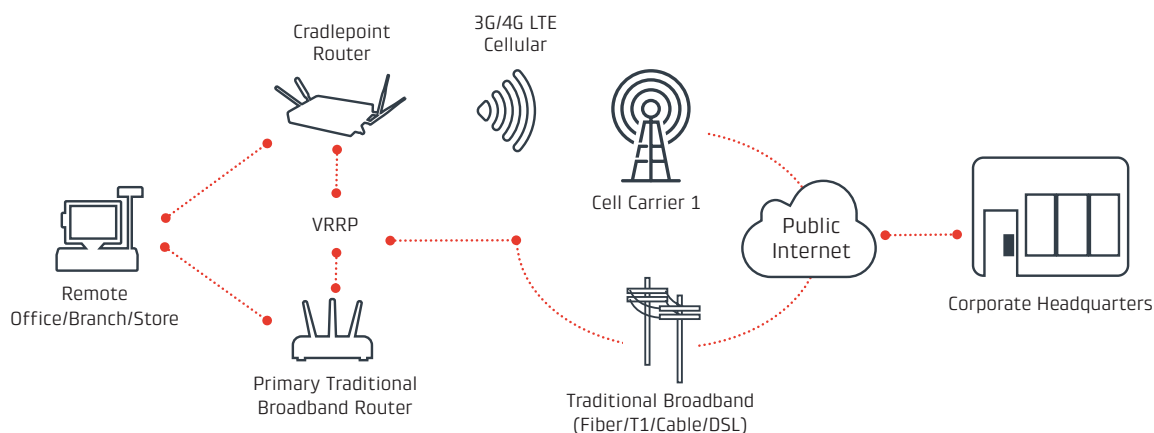 Cradlepoint
Router
3G/4G LTE
Cellular
Cell Carrier 1
VRRP
Public
Internet
Remote
Office/Branch/Store
Corporate Headquarters
Primary Traditional
Broadband Router
Traditional Broadband
(Fiber/T1/Cable/DSL)